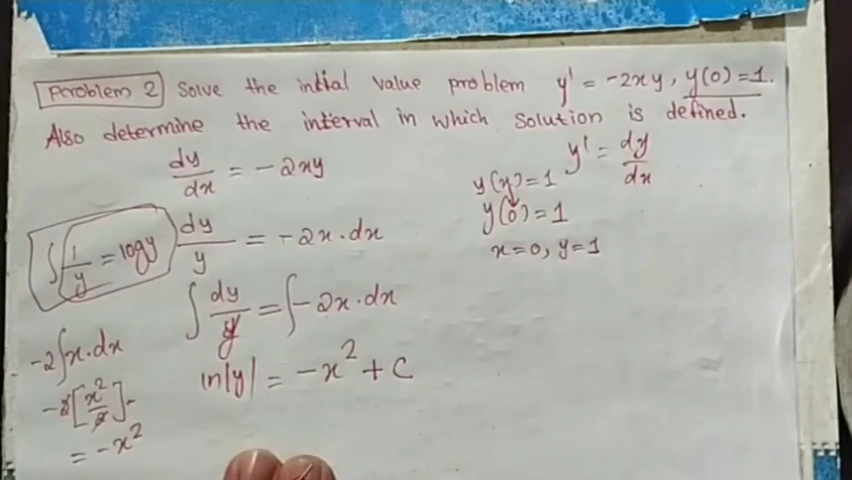 Problem 2 Solve the initial value problem y' = -2xy, y(0) = 1.
Also determine the interval in which solution is defined.
dy/dx = -2xy
y' = dy/dx
y(x) = 1
y(0) = 1
x=0, y=1
∫ 1/y = logy
dy/y = -2x·dx
∫ dy/y = ∫ -2x·dx
ln|y| = -x² + C
-2∫x·dx
-2[x²/2]
= -x²